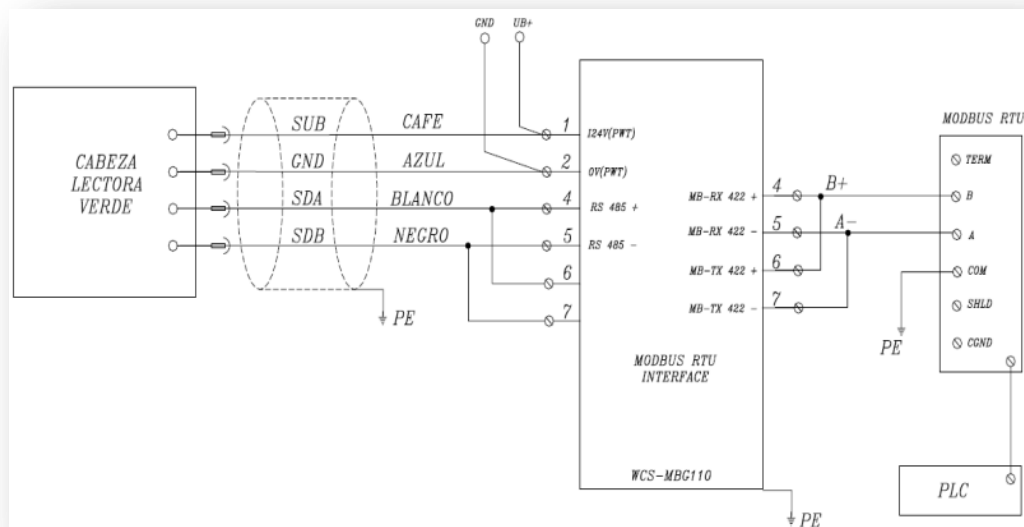 GND UB+
CABEZA
LECTORA
VERDE
SUB CAFE
GND AZUL
SDA BLANCO
SDB NEGRO
PE
1 I24V(PWT)
2 0V(PWT)
4 RS 485 +
5 RS 485 -
6
7
MB-RX 422 + 4 B+
MB-RX 422 - 5 A-
MB-TX 422 + 6
MB-TX 422 - 7
MODBUS RTU
INTERFACE
WCS-MBG110
PE
MODBUS RTU
TERM
B
A
COM
SHLD
CGND
PE
PLC